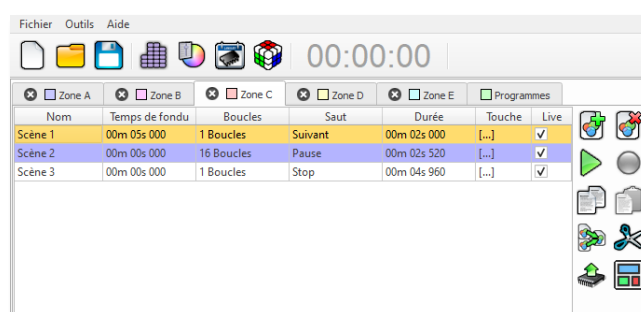 Fichier Outils Aide
00:00:00
Zone A Zone B Zone C Zone D Zone E Programmes
Nom Temps de fondu Boucles Saut Durée Touche Live
Scène 1 00m 05s 000 1 Boucles Suivant 00m 02s 000 [...]
Scène 2 00m 00s 000 16 Boucles Pause 00m 02s 520 [...]
Scène 3 00m 00s 000 1 Boucles Stop 00m 04s 960 [...]